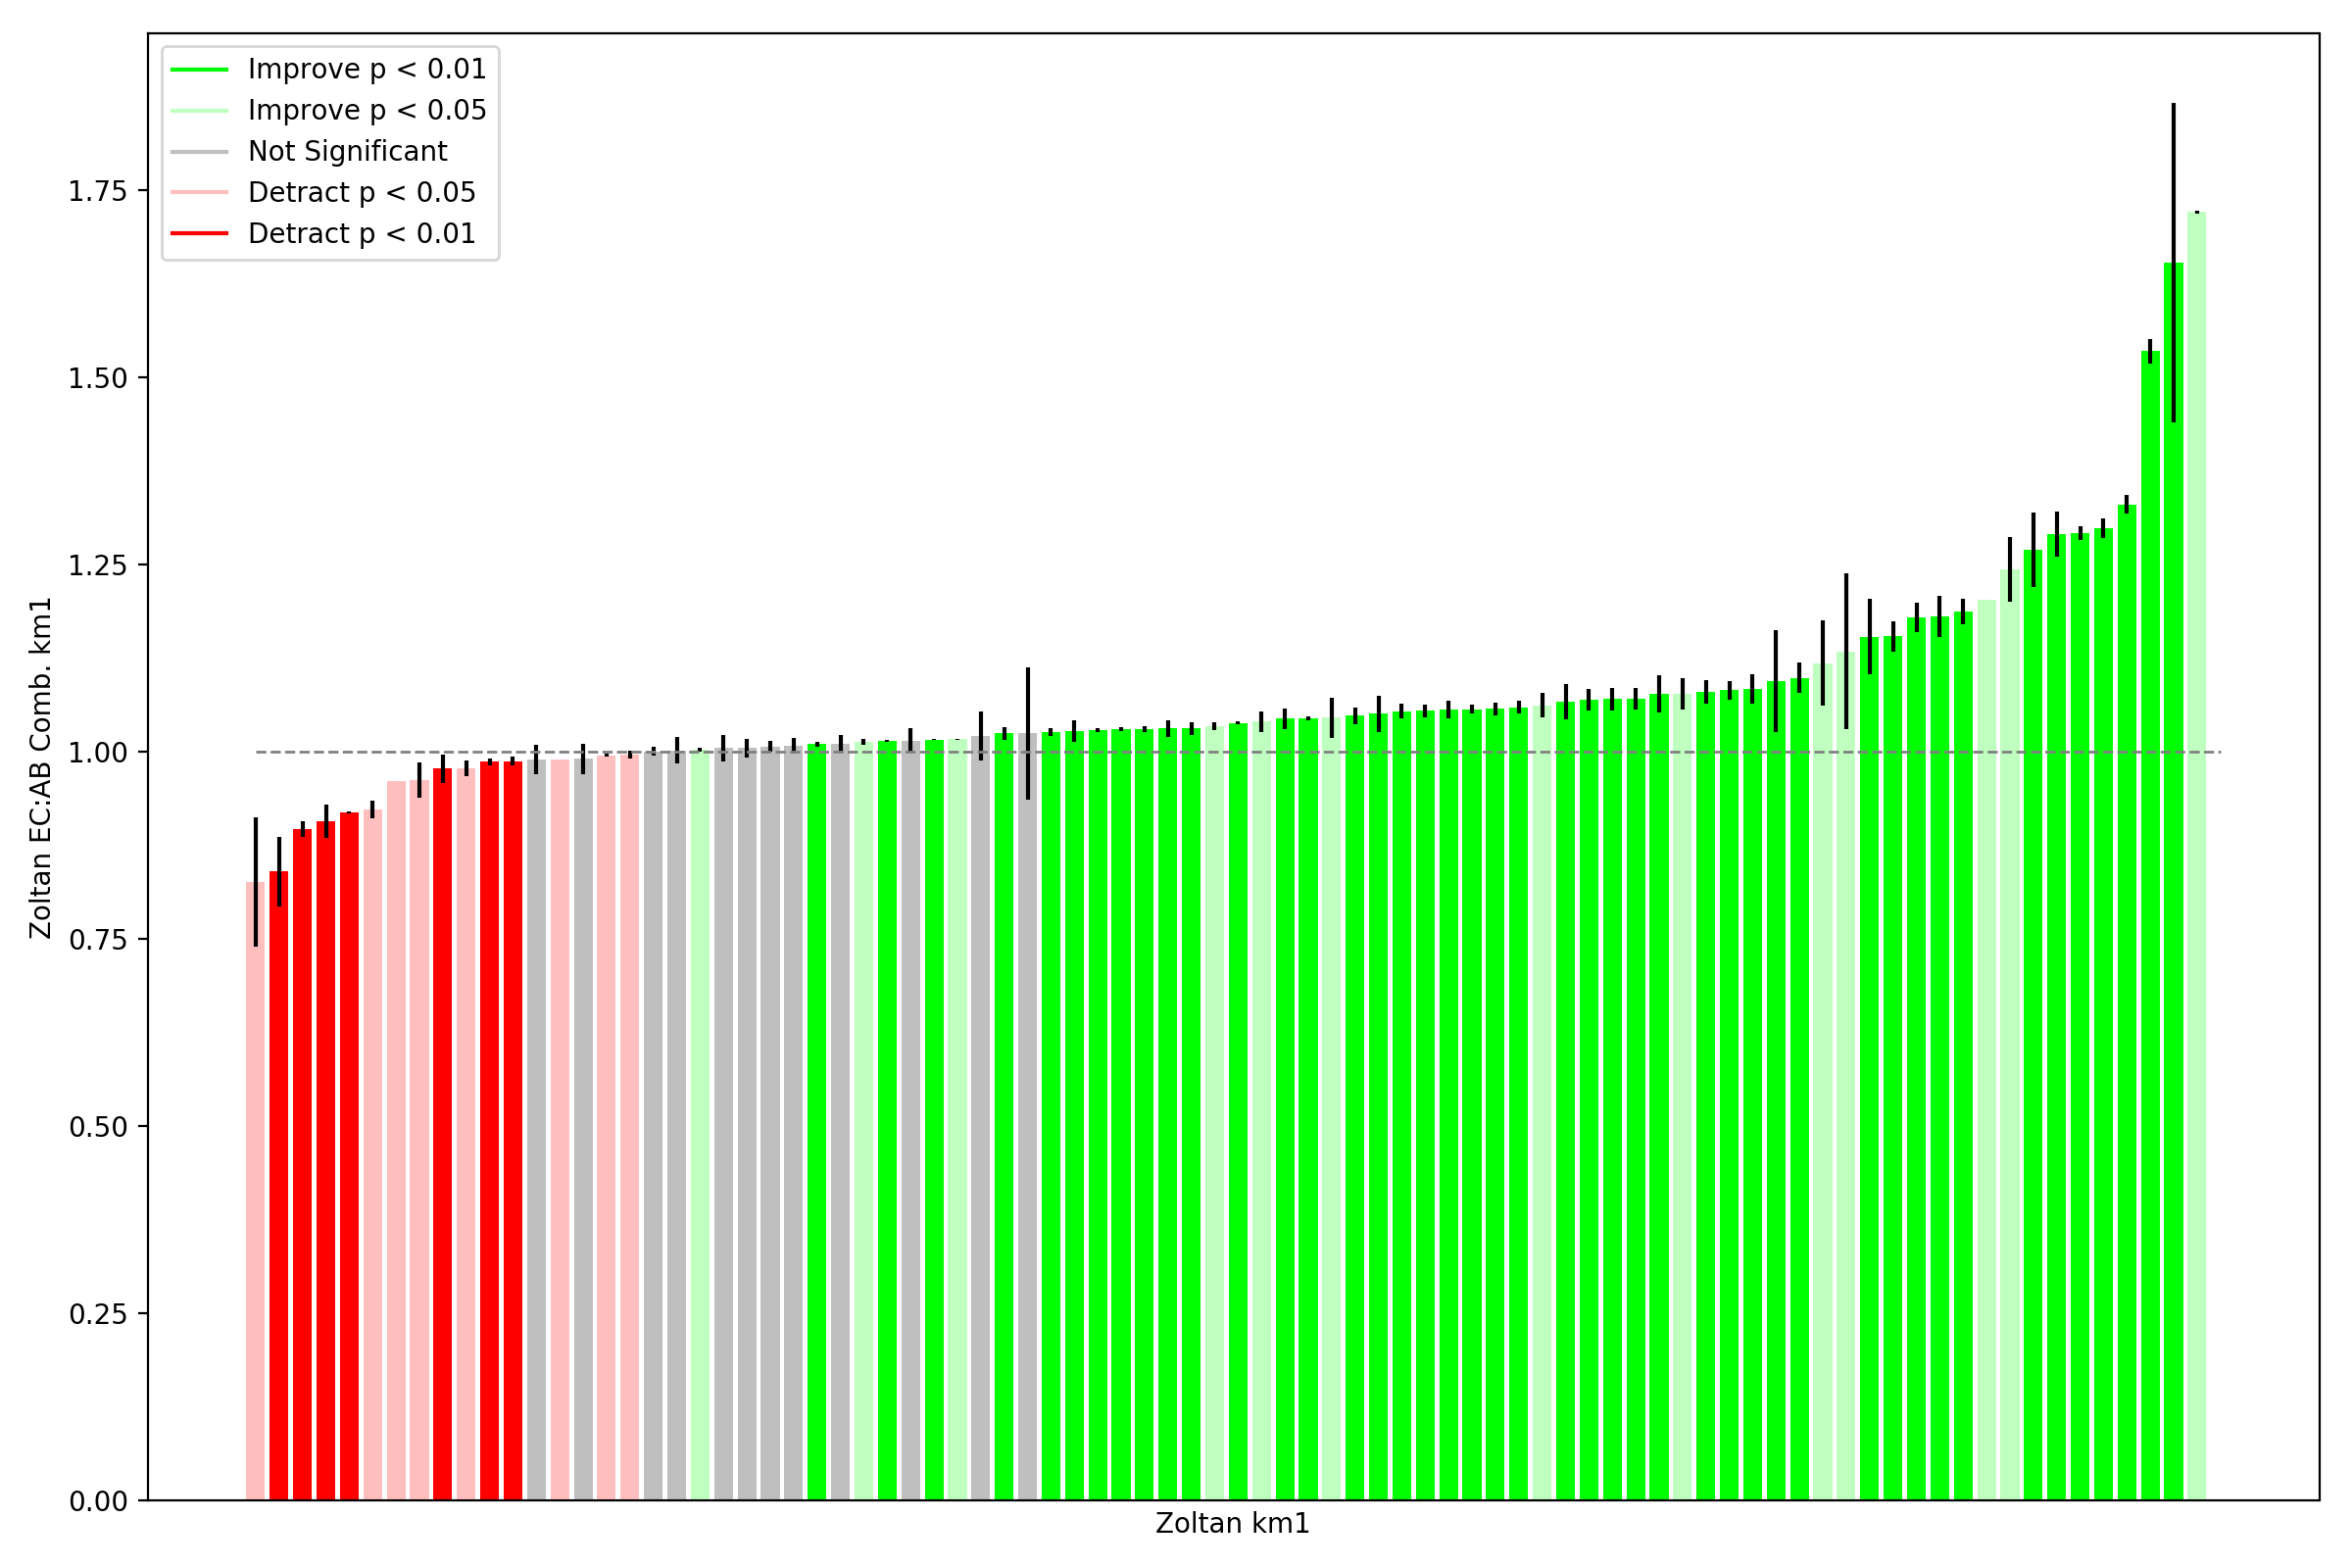 Improve p < 0.01
Improve p < 0.05
Not Significant
Detract p < 0.05
Detract p < 0.01
1.75
1.50
1.25
1.00
0.75
0.50
0.25
0.00
Zoltan EC:AB Comb. km1
Zoltan km1